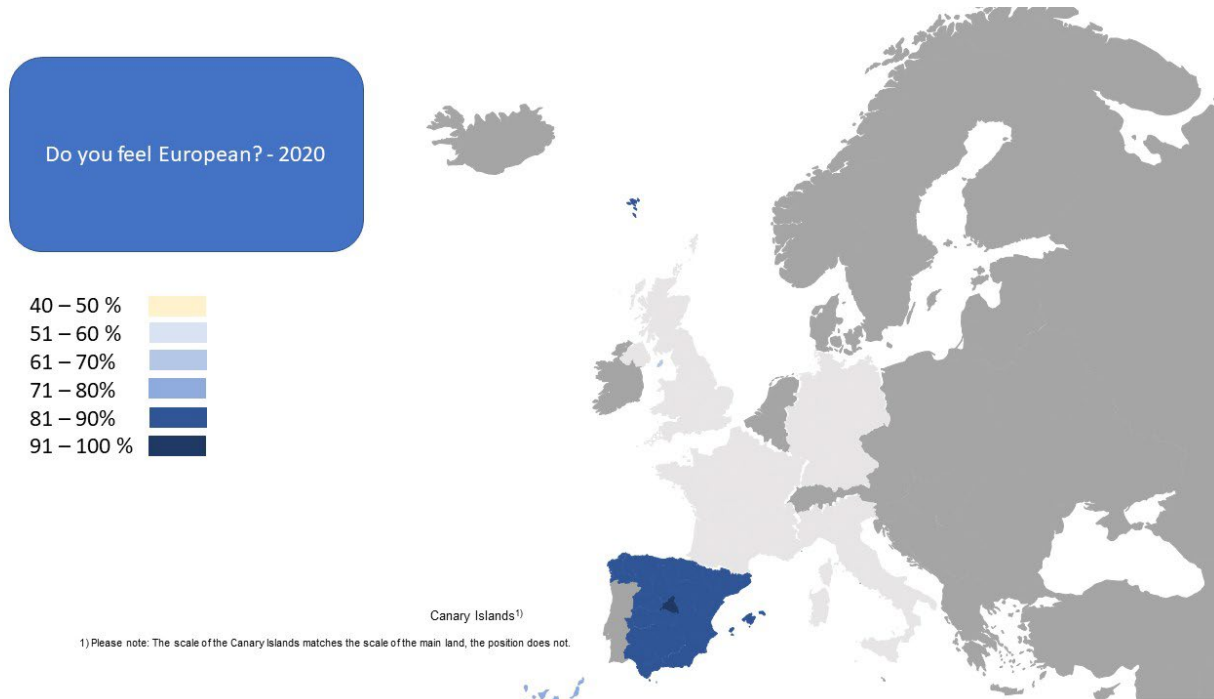 Do you feel European? - 2020
40 – 50 %
51 – 60 %
61 – 70%
71 – 80%
81 – 90%
91 – 100 %
Canary Islands1)
1) Please note: The scale of the Canary Islands matches the scale of the main land, the position does not.